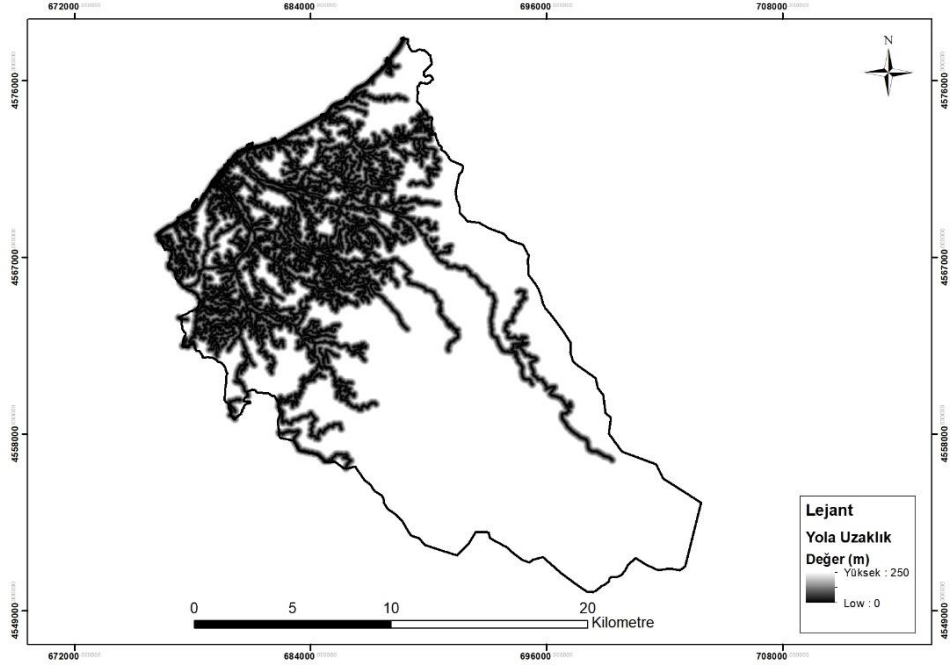 672000 684000 696000 708000
N
4576000 4576000
4567000 4567000
4558000 4558000
4549000 4549000
Lejant
Yola Uzaklık
Değer (m)
Yüksek : 250
Low : 0
0 5 10 20
Kilometre
672000 684000 696000 708000